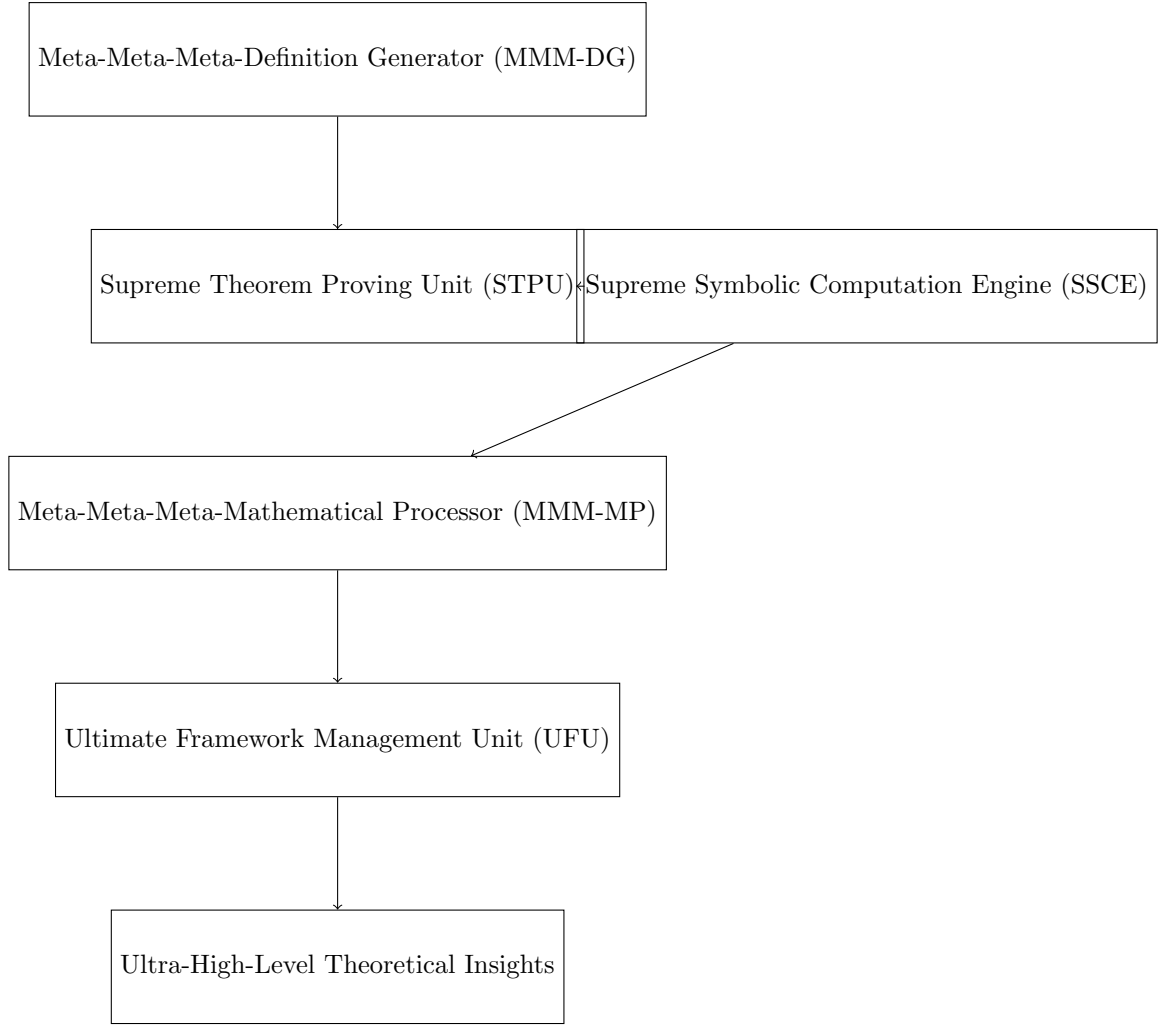 Meta-Meta-Meta-Definition Generator (MMM-DG)
Supreme Theorem Proving Unit (STPU)
Supreme Symbolic Computation Engine (SSCE)
Meta-Meta-Meta-Mathematical Processor (MMM-MP)
Ultimate Framework Management Unit (UFU)
Ultra-High-Level Theoretical Insights